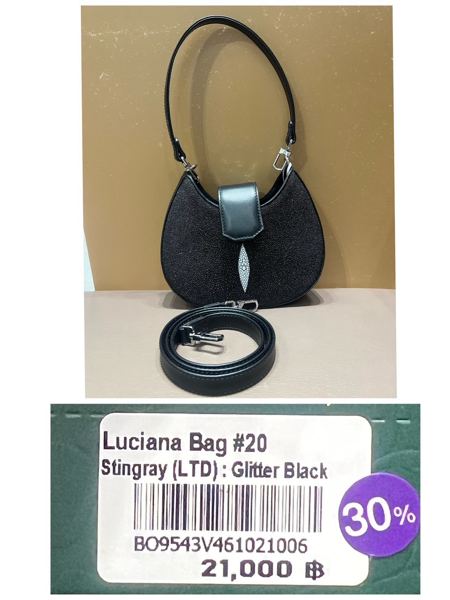 Luciana Bag #20
Stingray (LTD) : Glitter Black
BO9543V461021006
21,000 ฿
30%